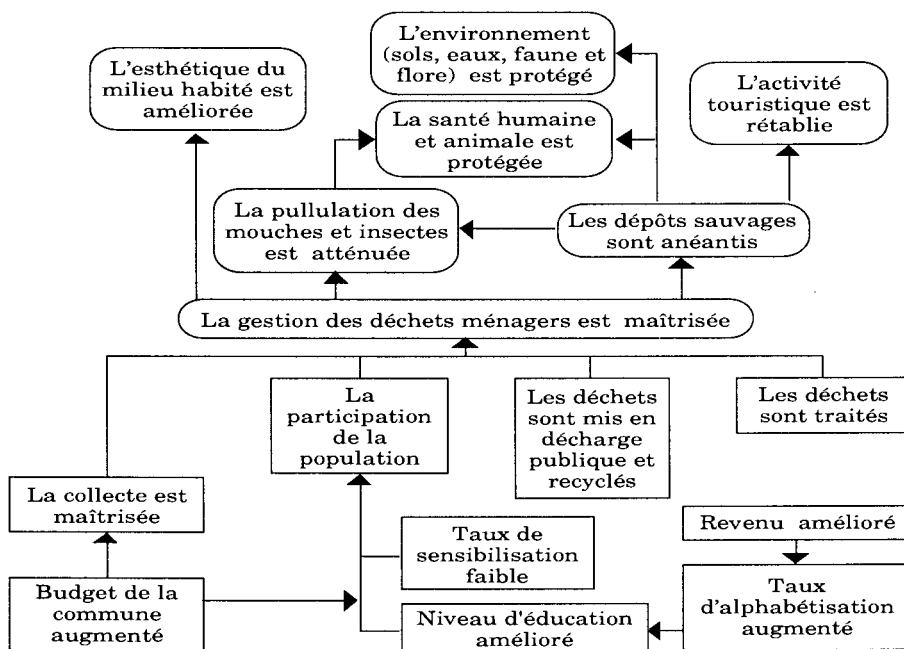 L'environnement
(sols, eaux, faune et
flore) est protégé
L'esthétique du
milieu habité est
améliorée
L'activité
touristique est
rétablie
La santé humaine
et animale est
protégée
La pullulation des
mouches et insectes
est atténuée
Les dépôts sauvages
sont anéantis
La gestion des déchets ménagers est maîtrisée
La
participation
de la
population
Les déchets
sont mis en
décharge
publique et
recyclés
Les déchets
sont traités
La collecte est
maîtrisée
Taux de
sensibilisation
faible
Revenu amélioré
Budget de la
commune
augmenté
Niveau d'éducation
amélioré
Taux
d'alphabétisation
augmenté